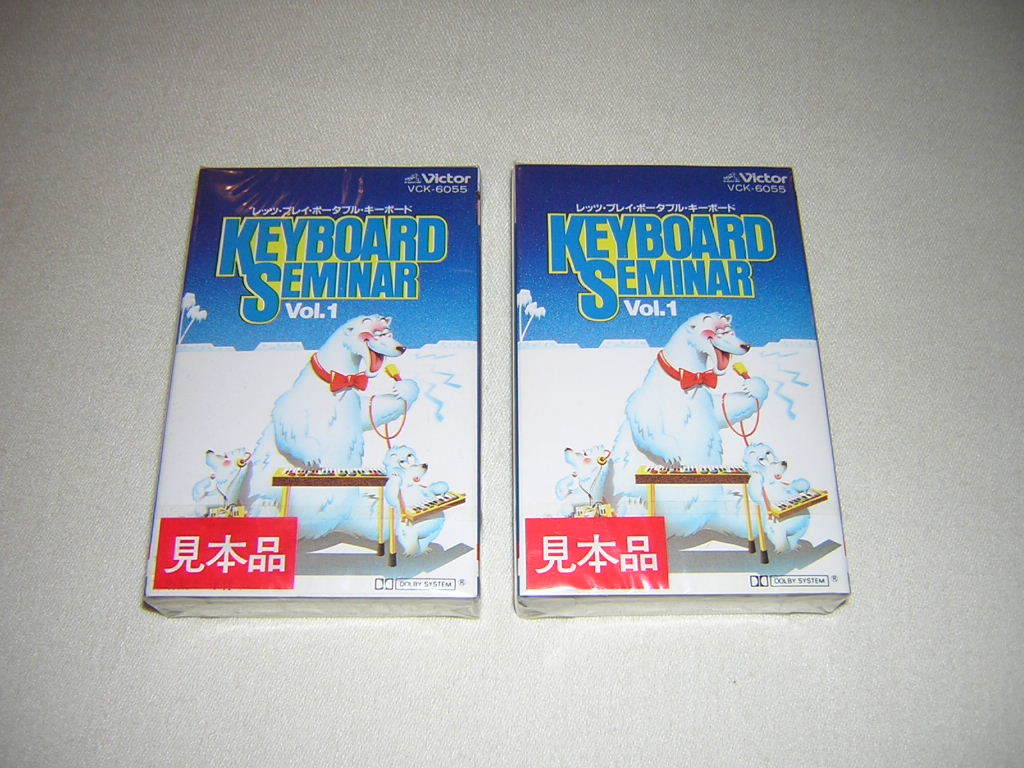 Victor
VCK-6055
レッツ・プレイ・ポータブル・キーボード
KEYBOARD
SEMINAR
Vol.1
見本品
DOLBY SYSTEM ®
Victor
VCK-6055
レッツ・プレイ・ポータブル・キーボード
KEYBOARD
SEMINAR
Vol.1
見本品
DOLBY SYSTEM ®